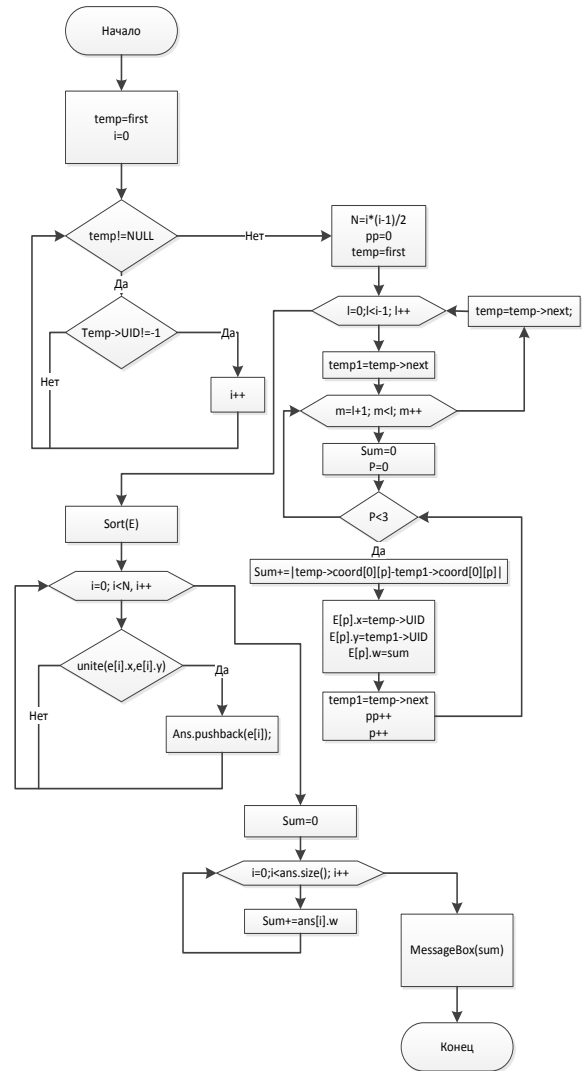 Начало
temp=first
i=0
temp!=NULL
Нет
Да
Temp->UID!=-1
Да
Нет
i++
N=i*(i-1)/2
pp=0
temp=first
l=0;l<i-1; l++
temp=temp->next;
temp1=temp->next
m=l+1; m<I; m++
Sum=0
P=0
P<3
Да
Sum+=|temp->coord[0][p]-temp1->coord[0][p]|
E[p].x=temp->UID
E[p].y=temp1->UID
E[p].w=sum
temp1=temp->next
pp++
p++
Sort(E)
i=0; i<N, i++
unite(e[i].x,e[i].y)
Да
Нет
Ans.pushback(e[i]);
Sum=0
i=0;i<ans.size(); i++
Sum+=ans[i].w
MessageBox(sum)
Конец